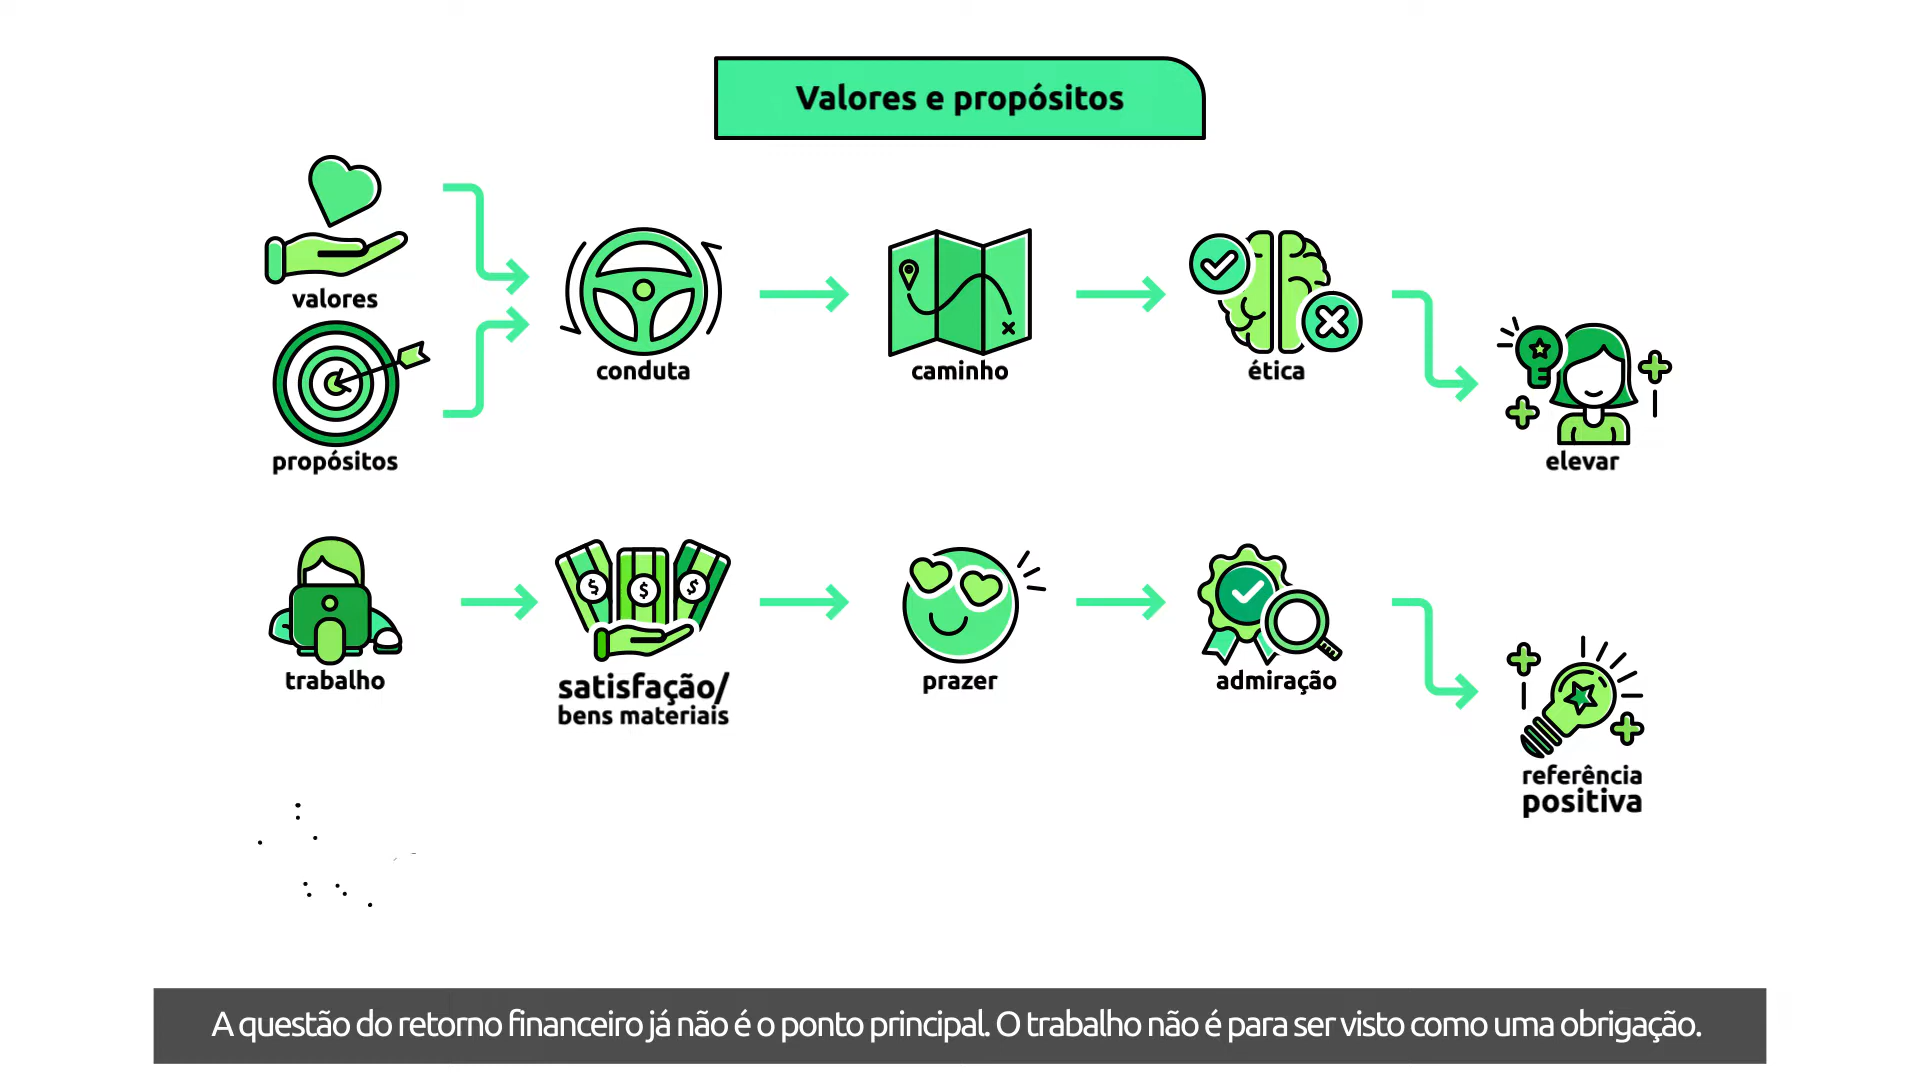 Valores e propósitos
valores
propósitos
conduta
caminho
ética
elevar
trabalho
satisfação/
bens materiais
prazer
admiração
referência
positiva
A questão do retorno financeiro já não é o ponto principal. O trabalho não é para ser visto como uma obrigação.